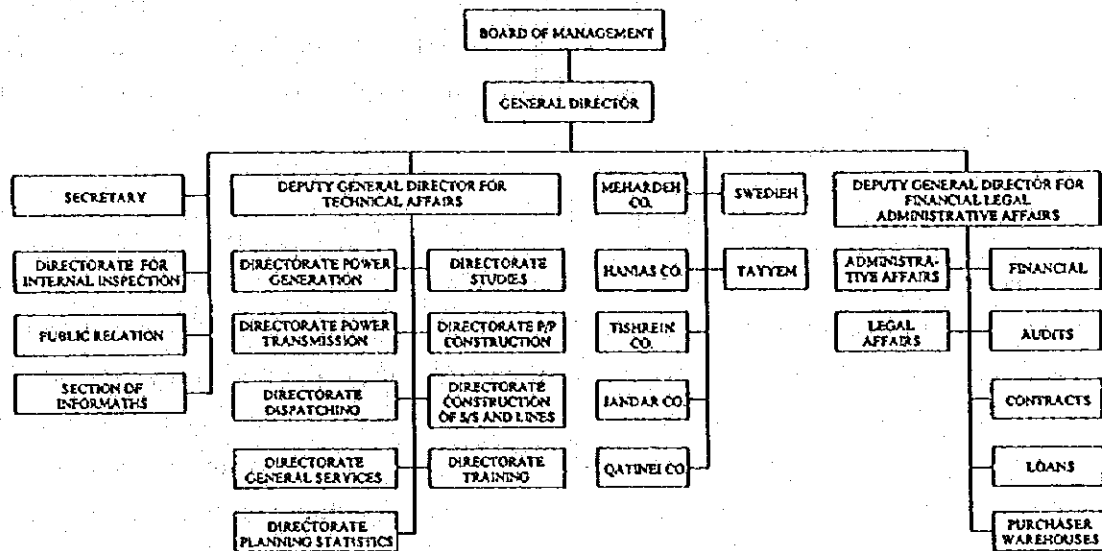 BOARD OF MANAGEMENT
GENERAL DIRECTOR
SECRETARY
DIRECTORATE FOR
INTERNAL INSPECTION
PUBLIC RELATION
SECTION OF
INFORMATHS
DEPUTY GENERAL DIRECTOR FOR
TECHNICAL AFFAIRS
DIRECTORATE POWER
GENERATION
DIRECTORATE
STUDIES
DIRECTORATE POWER
TRANSMISSION
DIRECTORATE P/P
CONSTRUCTION
DIRECTORATE
DISPATCHING
DIRECTORATE
CONSTRUCTION
OF S/S AND LINES
DIRECTORATE
GENERAL SERVICES
DIRECTORATE
TRAINING
DIRECTORATE
PLANNING STATISTICS
MEHARDEH
CO.
SWEDIEH
CO.
TAYYEM
TISHREIN
CO.
JANDAR CO.
QATINEI CO.
DEPUTY GENERAL DIRECTOR FOR
FINANCIAL LEGAL
ADMINISTRATIVE AFFAIRS
ADMINISTRA-
TIVE AFFAIRS
FINANCIAL
LEGAL
AFFAIRS
AUDITS
CONTRACTS
LOANS
PURCHASER
WAREHOUSES